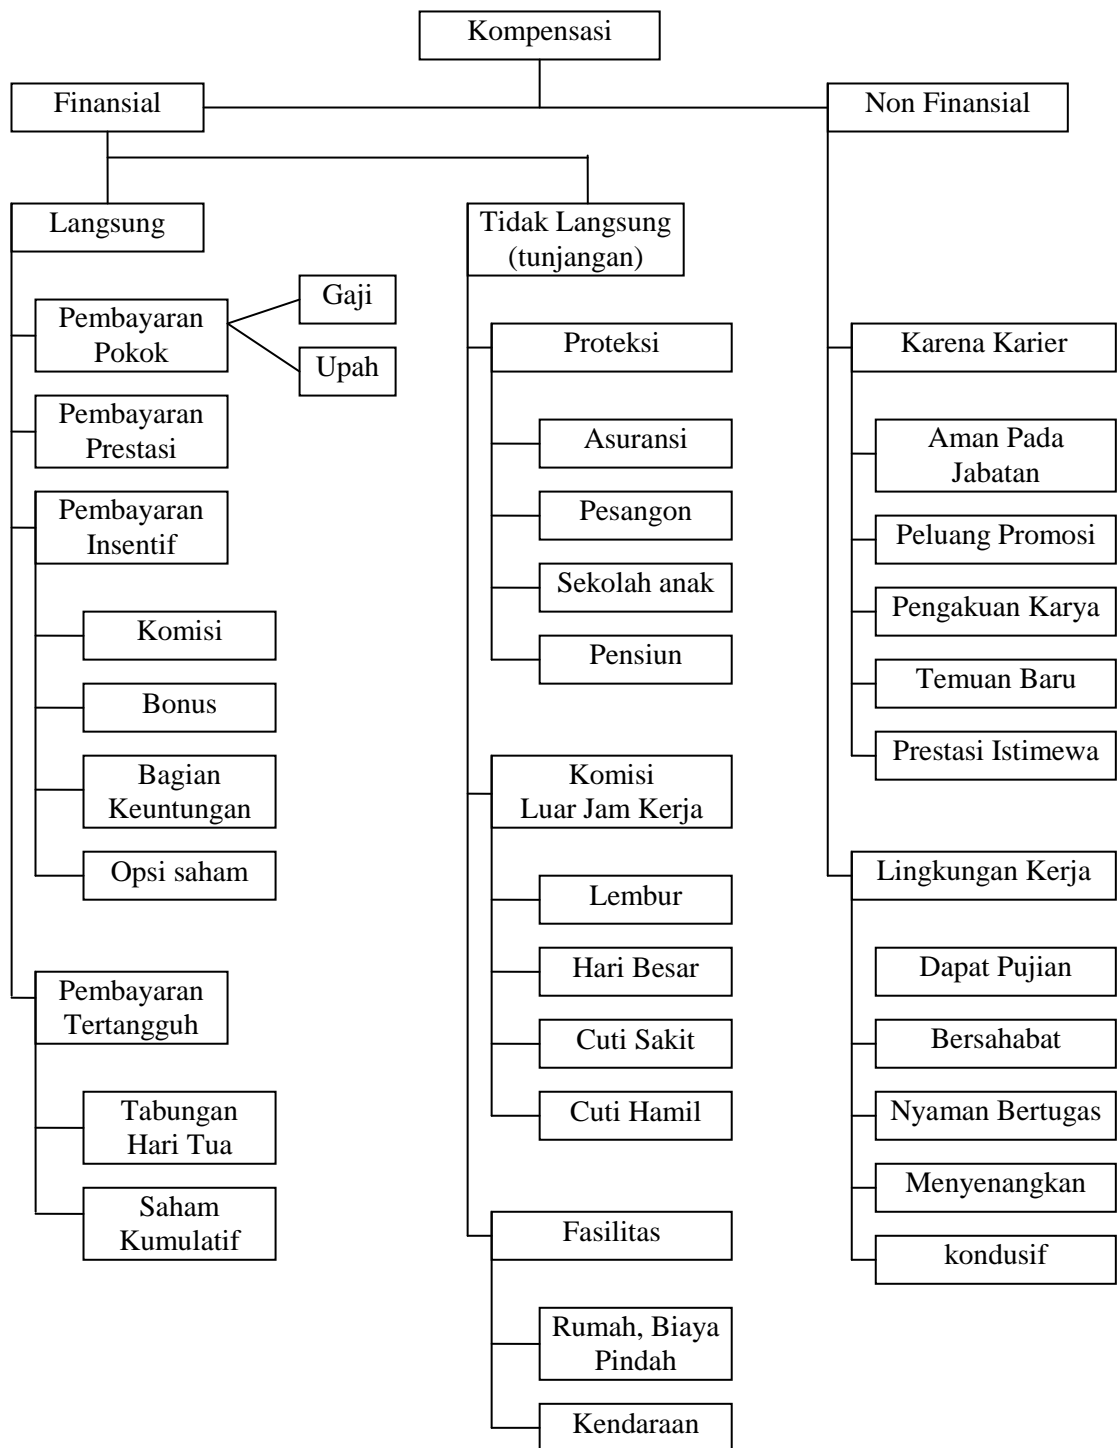 Kompensasi
Finansial
Non Finansial
Langsung
Tidak Langsung
(tunjangan)
Pembayaran
Pokok
Gaji
Upah
Pembayaran
Prestasi
Pembayaran
Insentif
Komisi
Bonus
Bagian
Keuntungan
Opsi saham
Pembayaran
Tertangguh
Tabungan
Hari Tua
Saham
Kumulatif
Proteksi
Asuransi
Pesangon
Sekolah anak
Pensiun
Komisi
Luar Jam Kerja
Lembur
Hari Besar
Cuti Sakit
Cuti Hamil
Fasilitas
Rumah, Biaya
Pindah
Kendaraan
Karena Karier
Aman Pada
Jabatan
Peluang Promosi
Pengakuan Karya
Temuan Baru
Prestasi Istimewa
Lingkungan Kerja
Dapat Pujian
Bersahabat
Nyaman Bertugas
Menyenangkan
kondusif